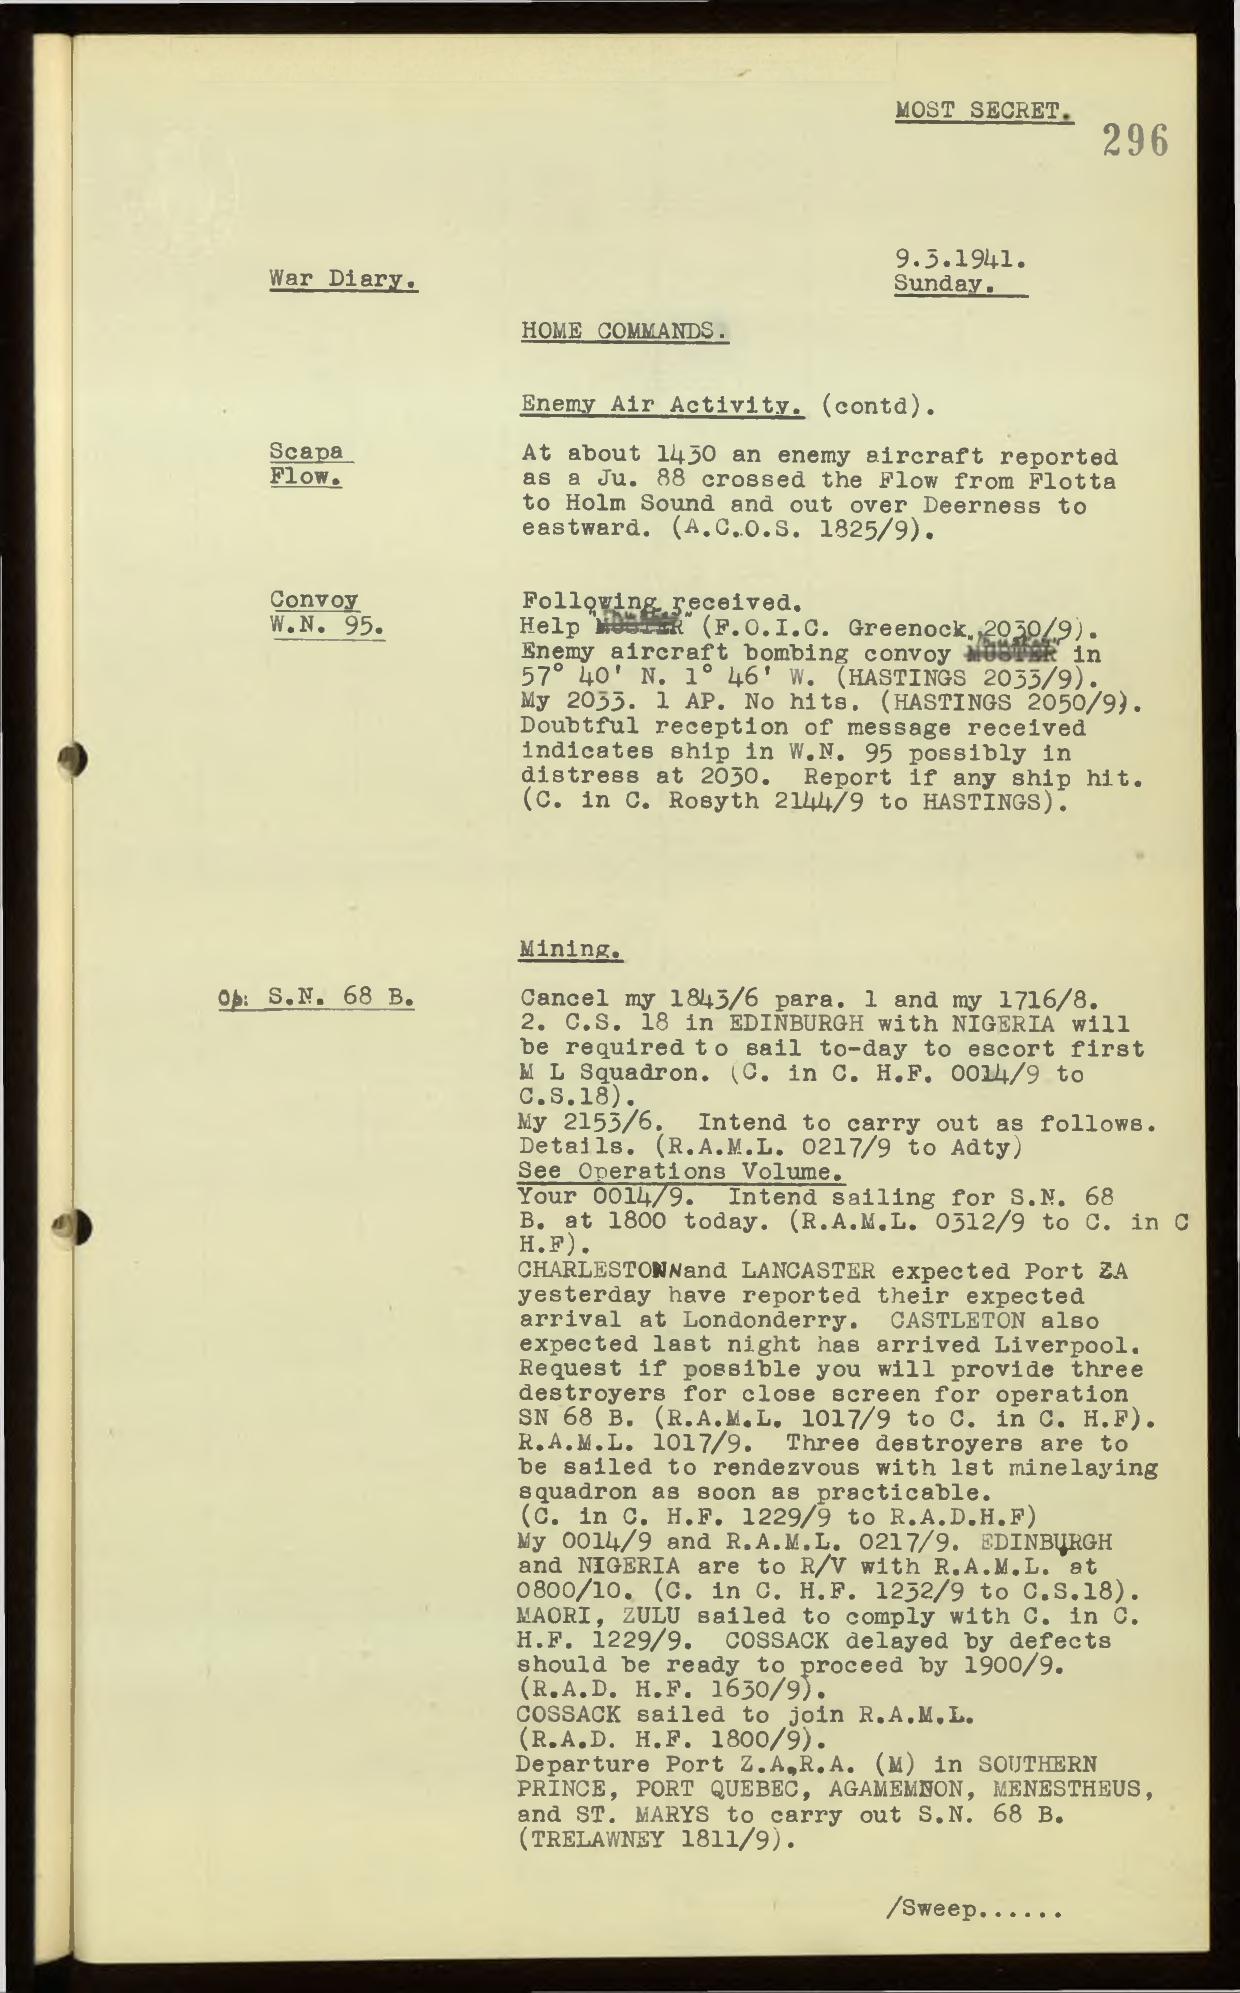 MOST SECRET.
296
9.3.1941.
War Diary.
Sunday.
HOME COMMANDS.
Enemy Air Activity. (contd).
Scapa
Flow.
At about 1430 an enemy aircraft reported
as a Ju. 88 crossed the Flow from Flotta
to Holm Sound and out over Deerness to
eastward. (A.C.O.S. 1825/9).
Convoy
W.N. 95.
Following received.
Help (F.O.I.C. Greenock, 2030/9).
Enemy aircraft bombing convoy in
57° 40' N. 1° 46' W. (HASTINGS 2033/9).
My 2033. 1 AP. No hits. (HASTINGS 2050/9).
Doubtful reception of message received
indicates ship in W.N. 95 possibly in
distress at 2030. Report if any ship hit.
(C. in C. Rosyth 2144/9 to HASTINGS).
Mining.
Op: S.N. 68 B.
Cancel my 1843/6 para. 1 and my 1716/8.
2. C.S. 18 in EDINBURGH with NIGERIA will
be required to sail to-day to escort first
M L Squadron. (C. in C. H.F. 0014/9 to
C.S.18).
My 2153/6. Intend to carry out as follows.
Details. (R.A.M.L. 0217/9 to Adty)
See Operations Volume.
Your 0014/9. Intend sailing for S.N. 68
B. at 1800 today. (R.A.M.L. 0312/9 to C. in C
H.F).
CHARLESTONNand LANCASTER expected Port ZA
yesterday have reported their expected
arrival at Londonderry. CASTLETON also
expected last night has arrived Liverpool.
Request if possible you will provide three
destroyers for close screen for operation
SN 68 B. (R.A.M.L. 1017/9 to C. in C. H.F).
R.A.M.L. 1017/9. Three destroyers are to
be sailed to rendezvous with 1st minelaying
squadron as soon as practicable.
(C. in C. H.F. 1229/9 to R.A.D.H.F)
My 0014/9 and R.A.M.L. 0217/9. EDINBURGH
and NIGERIA are to R/V with R.A.M.L. at
0800/10. (C. in C. H.F. 1232/9 to C.S.18).
MAORI, ZULU sailed to comply with C. in C.
H.F. 1229/9. COSSACK delayed by defects
should be ready to proceed by 1900/9.
(R.A.D. H.F. 1630/9).
COSSACK sailed to join R.A.M.L.
(R.A.D. H.F. 1800/9).
Departure Port Z.A.R.A. (M) in SOUTHERN
PRINCE, PORT QUEBEC, AGAMEMNON, MENESTHEUS,
and ST. MARYS to carry out S.N. 68 B.
(TRELAWNEY 1811/9).
/Sweep......